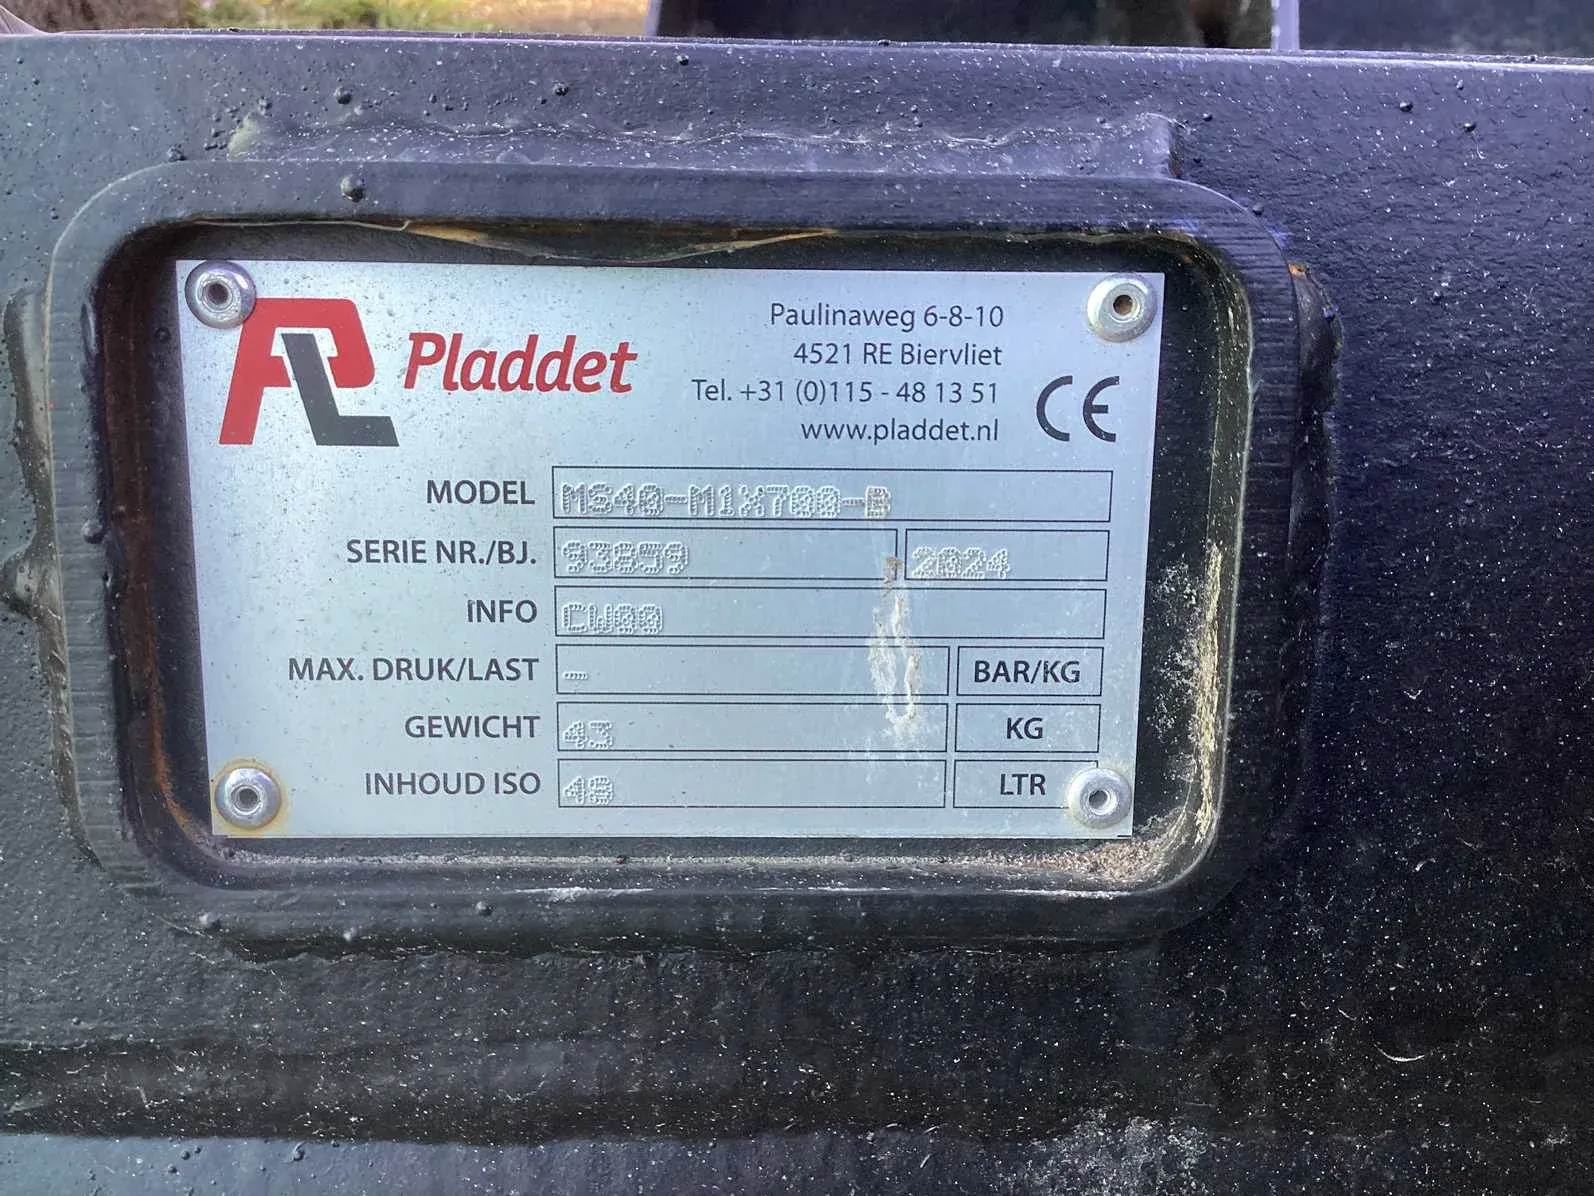 PL Pladdet
Paulinaweg 6-8-10
4521 RE Biervliet
Tel. +31 (0)115 - 48 13 51
www.pladdet.nl
CE
MODEL MS40-M1X700-B
SERIE NR./BJ. 93859 2024
INFO CW00
MAX. DRUK/LAST - BAR/KG
GEWICHT 43 KG
INHOUD ISO 48 LTR